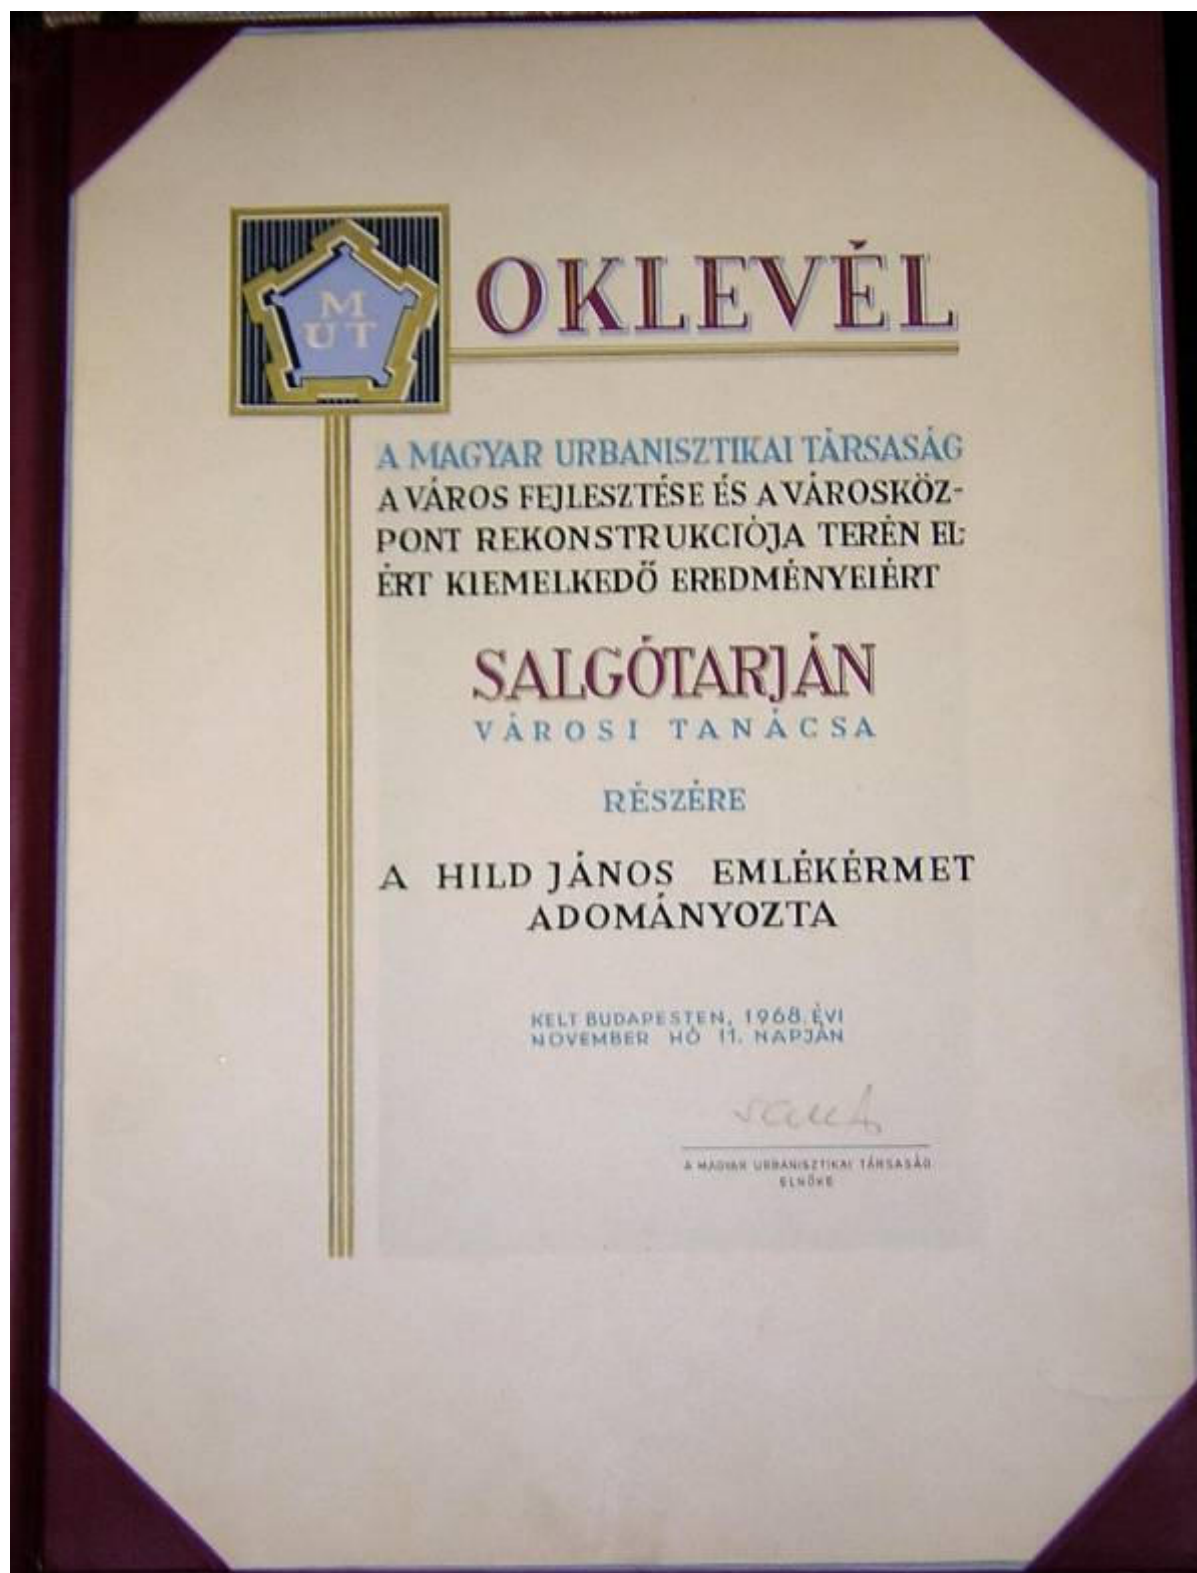 M
UT
OKLEVÉL
A MAGYAR URBANISZTIKAI TÁRSASÁG
A VÁROS FEJLESZTÉSE ÉS A VÁROSKÖZ-
PONT REKONSTRUKCIÓJA TERÉN EL-
ÉRT KIEMELKEDŐ EREDMÉNYEIÉRT
SALGÓTARJÁN
VÁROSI TANÁCSA
RÉSZÉRE
A HILD JÁNOS EMLÉKÉRMET
ADOMÁNYOZTA
KELT BUDAPESTEN, 1968. ÉVI
NOVEMBER HÓ 11. NAPJÁN
A MAGYAR URBANISZTIKAI TÁRSASÁG
ELNÖKE